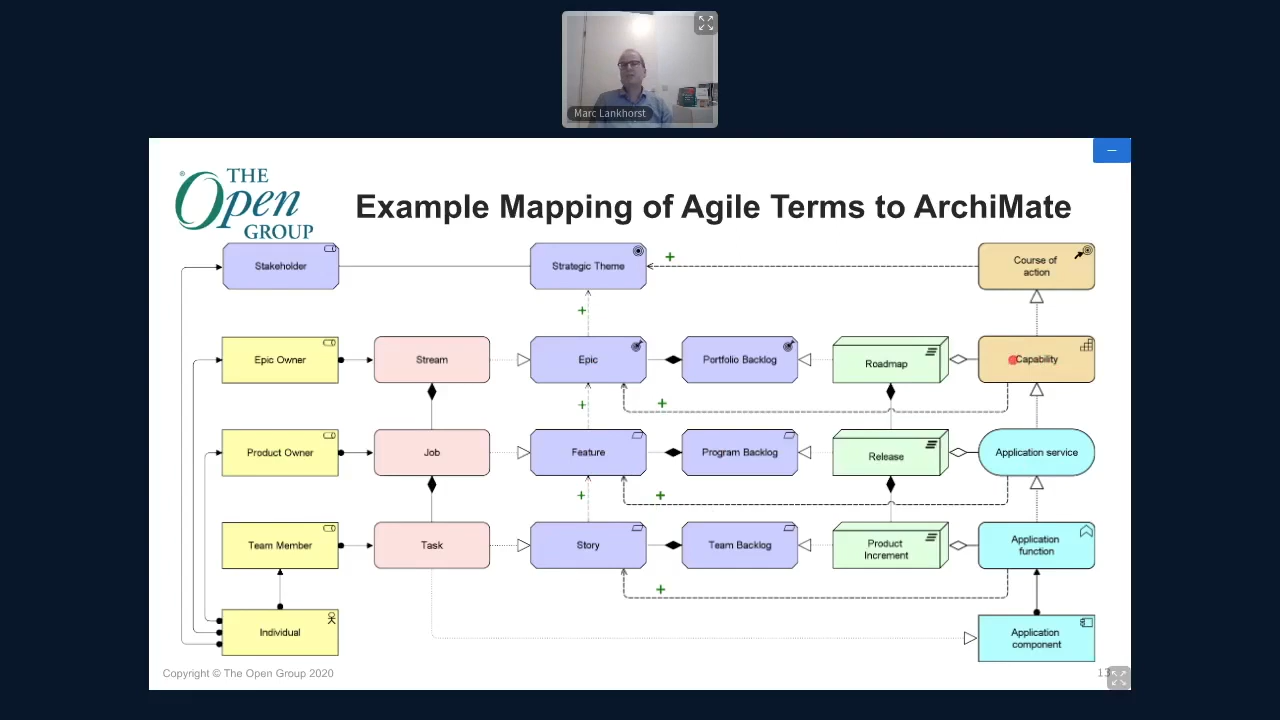 Marc Lankhorst
THE
Open
GROUP
Example Mapping of Agile Terms to ArchiMate
Stakeholder
Strategic Theme
+
Course of
action
+
Epic Owner
Stream
Epic
Portfolio Backlog
Roadmap
Capability
+
+
Product Owner
Job
Feature
Program Backlog
Release
Application service
+
+
Team Member
Task
Story
Team Backlog
Product
Increment
Application
function
+
Individual
Application
component
Copyright © The Open Group 2020
13